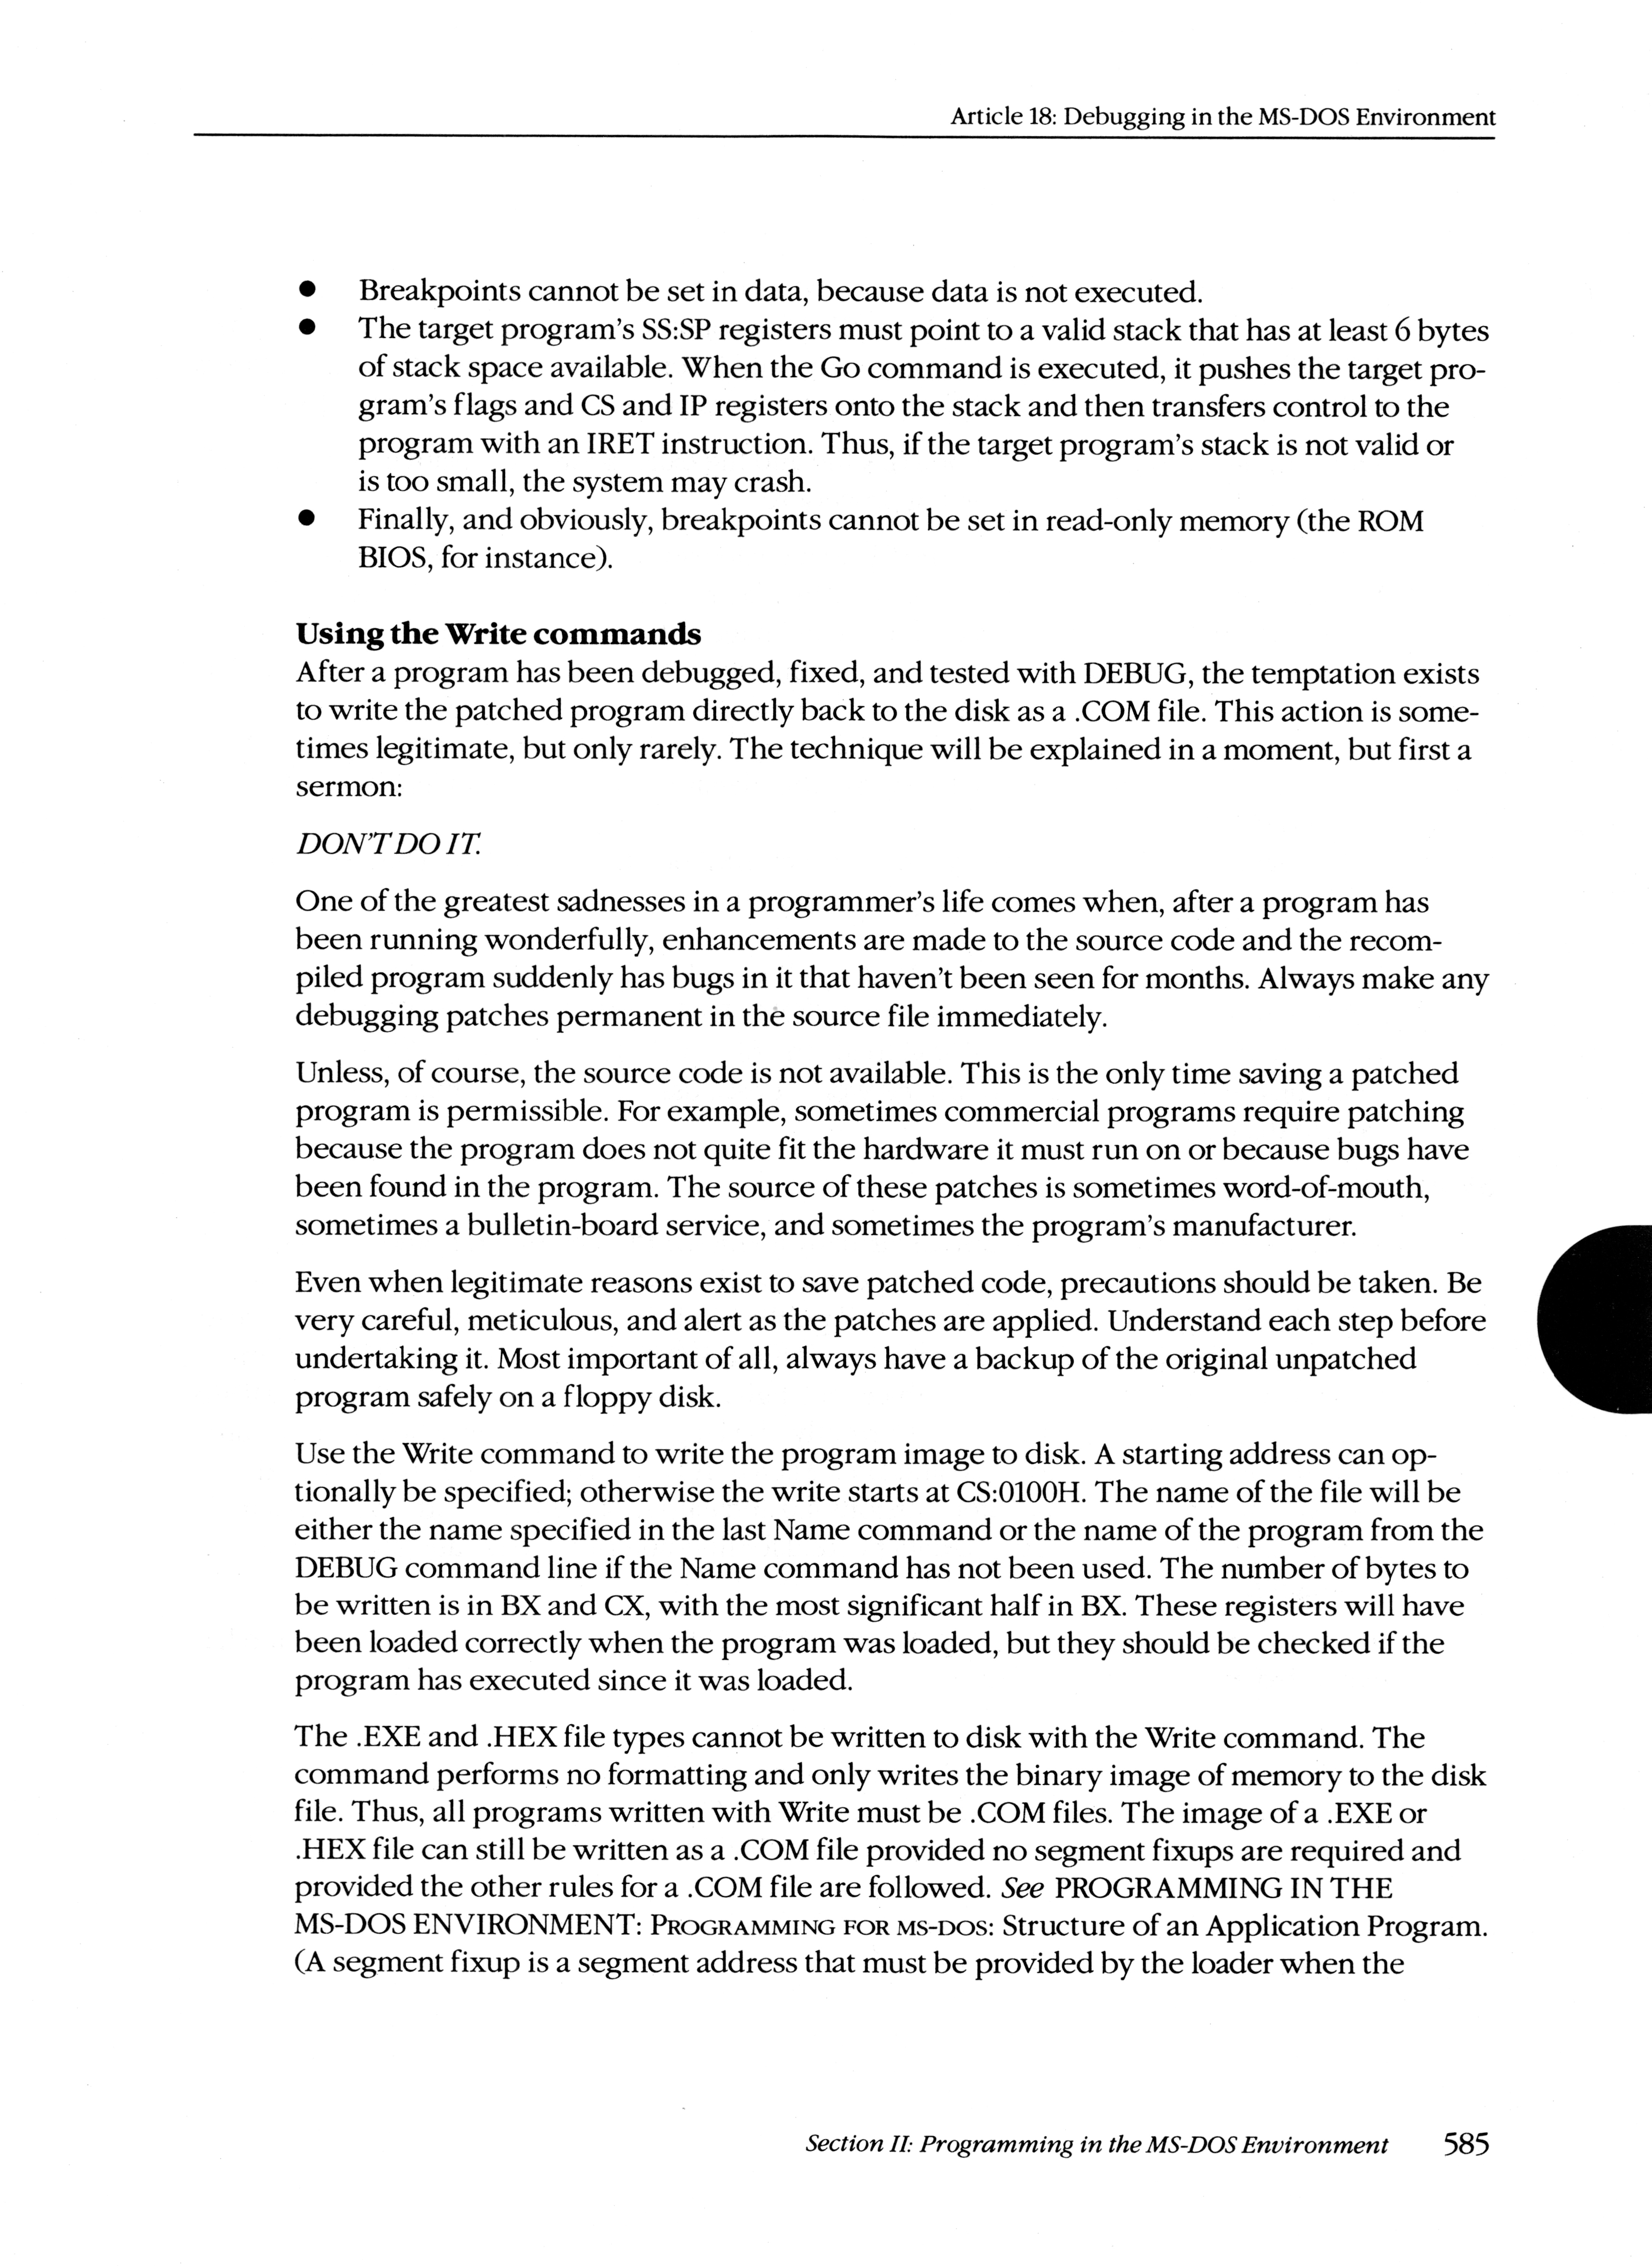 Article 18: Debugging in the MS-DOS Environment
● Breakpoints cannot be set in data, because data is not executed.
● The target program's SS:SP registers must point to a valid stack that has at least 6 bytes
of stack space available. When the Go command is executed, it pushes the target pro-
gram's flags and CS and IP registers onto the stack and then transfers control to the
program with an IRET instruction. Thus, if the target program's stack is not valid or
is too small, the system may crash.
● Finally, and obviously, breakpoints cannot be set in read-only memory (the ROM
BIOS, for instance).
Using the Write commands
After a program has been debugged, fixed, and tested with DEBUG, the temptation exists
to write the patched program directly back to the disk as a .COM file. This action is some-
times legitimate, but only rarely. The technique will be explained in a moment, but first a
sermon:
DON'T DO IT.
One of the greatest sadnesses in a programmer's life comes when, after a program has
been running wonderfully, enhancements are made to the source code and the recom-
piled program suddenly has bugs in it that haven't been seen for months. Always make any
debugging patches permanent in the source file immediately.
Unless, of course, the source code is not available. This is the only time saving a patched
program is permissible. For example, sometimes commercial programs require patching
because the program does not quite fit the hardware it must run on or because bugs have
been found in the program. The source of these patches is sometimes word-of-mouth,
sometimes a bulletin-board service, and sometimes the program's manufacturer.
Even when legitimate reasons exist to save patched code, precautions should be taken. Be
very careful, meticulous, and alert as the patches are applied. Understand each step before
undertaking it. Most important of all, always have a backup of the original unpatched
program safely on a floppy disk.
Use the Write command to write the program image to disk. A starting address can op-
tionally be specified; otherwise the write starts at CS:0100H. The name of the file will be
either the name specified in the last Name command or the name of the program from the
DEBUG command line if the Name command has not been used. The number of bytes to
be written is in BX and CX, with the most significant half in BX. These registers will have
been loaded correctly when the program was loaded, but they should be checked if the
program has executed since it was loaded.
The .EXE and .HEX file types cannot be written to disk with the Write command. The
command performs no formatting and only writes the binary image of memory to the disk
file. Thus, all programs written with Write must be .COM files. The image of a .EXE or
.HEX file can still be written as a .COM file provided no segment fixups are required and
provided the other rules for a .COM file are followed. See PROGRAMMING IN THE
MS-DOS ENVIRONMENT: PROGRAMMING FOR MS-DOS: Structure of an Application Program.
(A segment fixup is a segment address that must be provided by the loader when the
Section II: Programming in the MS-DOS Environment 585